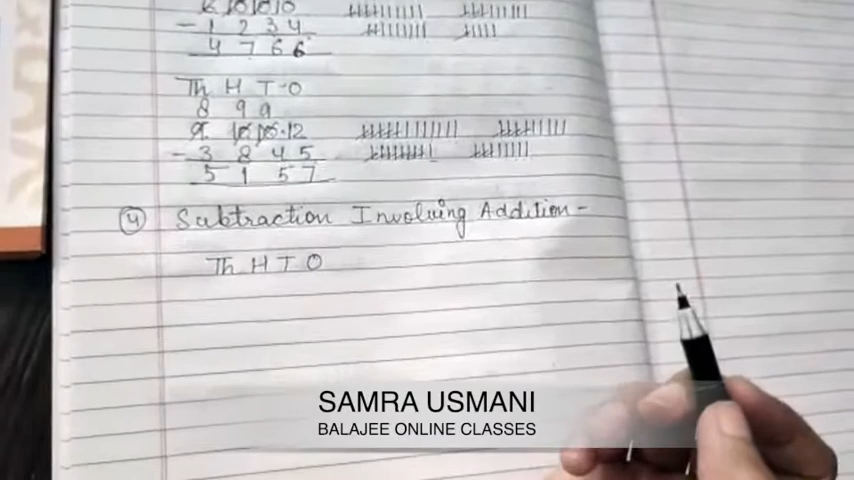 - 1 2 3 4
4 7 6 6
Th H T O
8 9 9
9 10 10 12
- 3 8 4 5
5 1 5 7
④ Subtraction Involving Addition -
Th H T O
SAMRA USMANI
BALAJEE ONLINE CLASSES